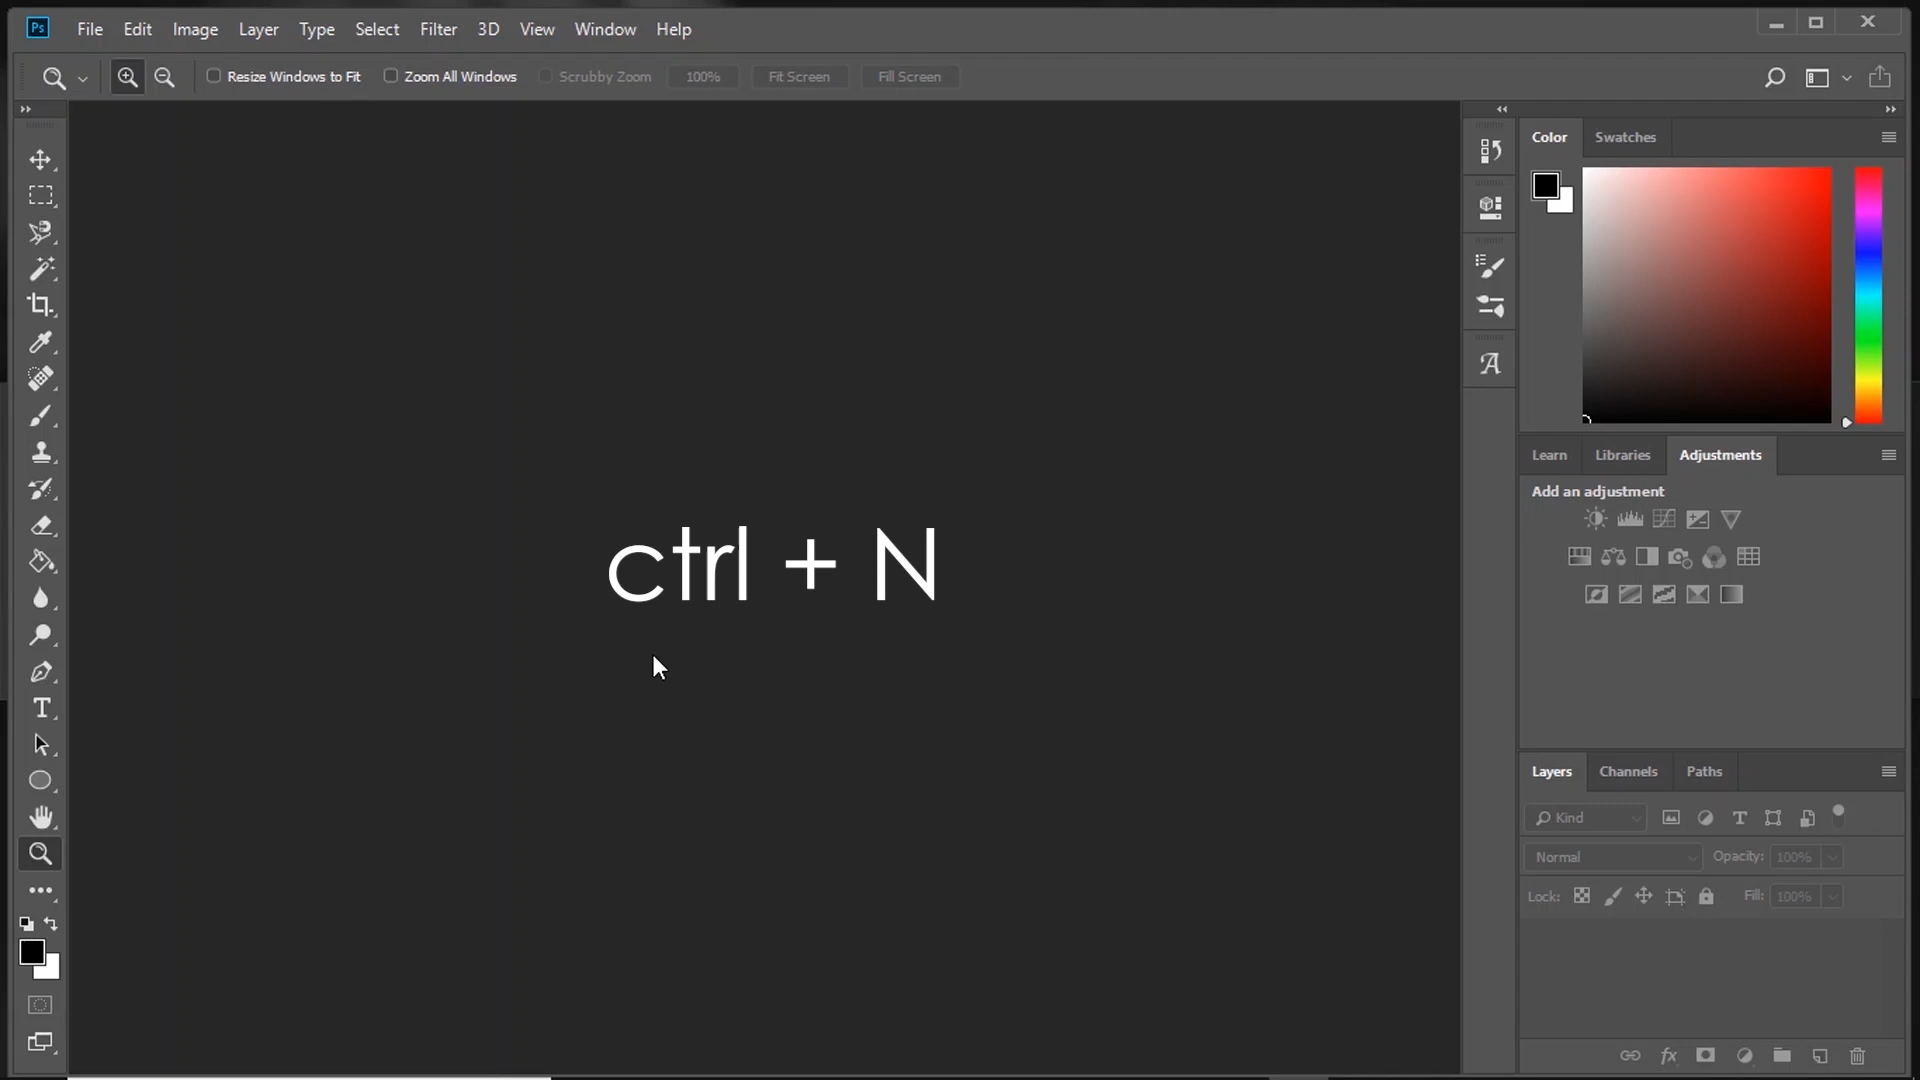 Ps File Edit Image Layer Type Select Filter 3D View Window Help
Resize Windows to Fit Zoom All Windows Scrubby Zoom 100% Fit Screen Fill Screen
Color Swatches
Learn Libraries Adjustments
Add an adjustment
ctrl + N
Layers Channels Paths
Kind
Normal Opacity: 100%
Lock: Fill: 100%